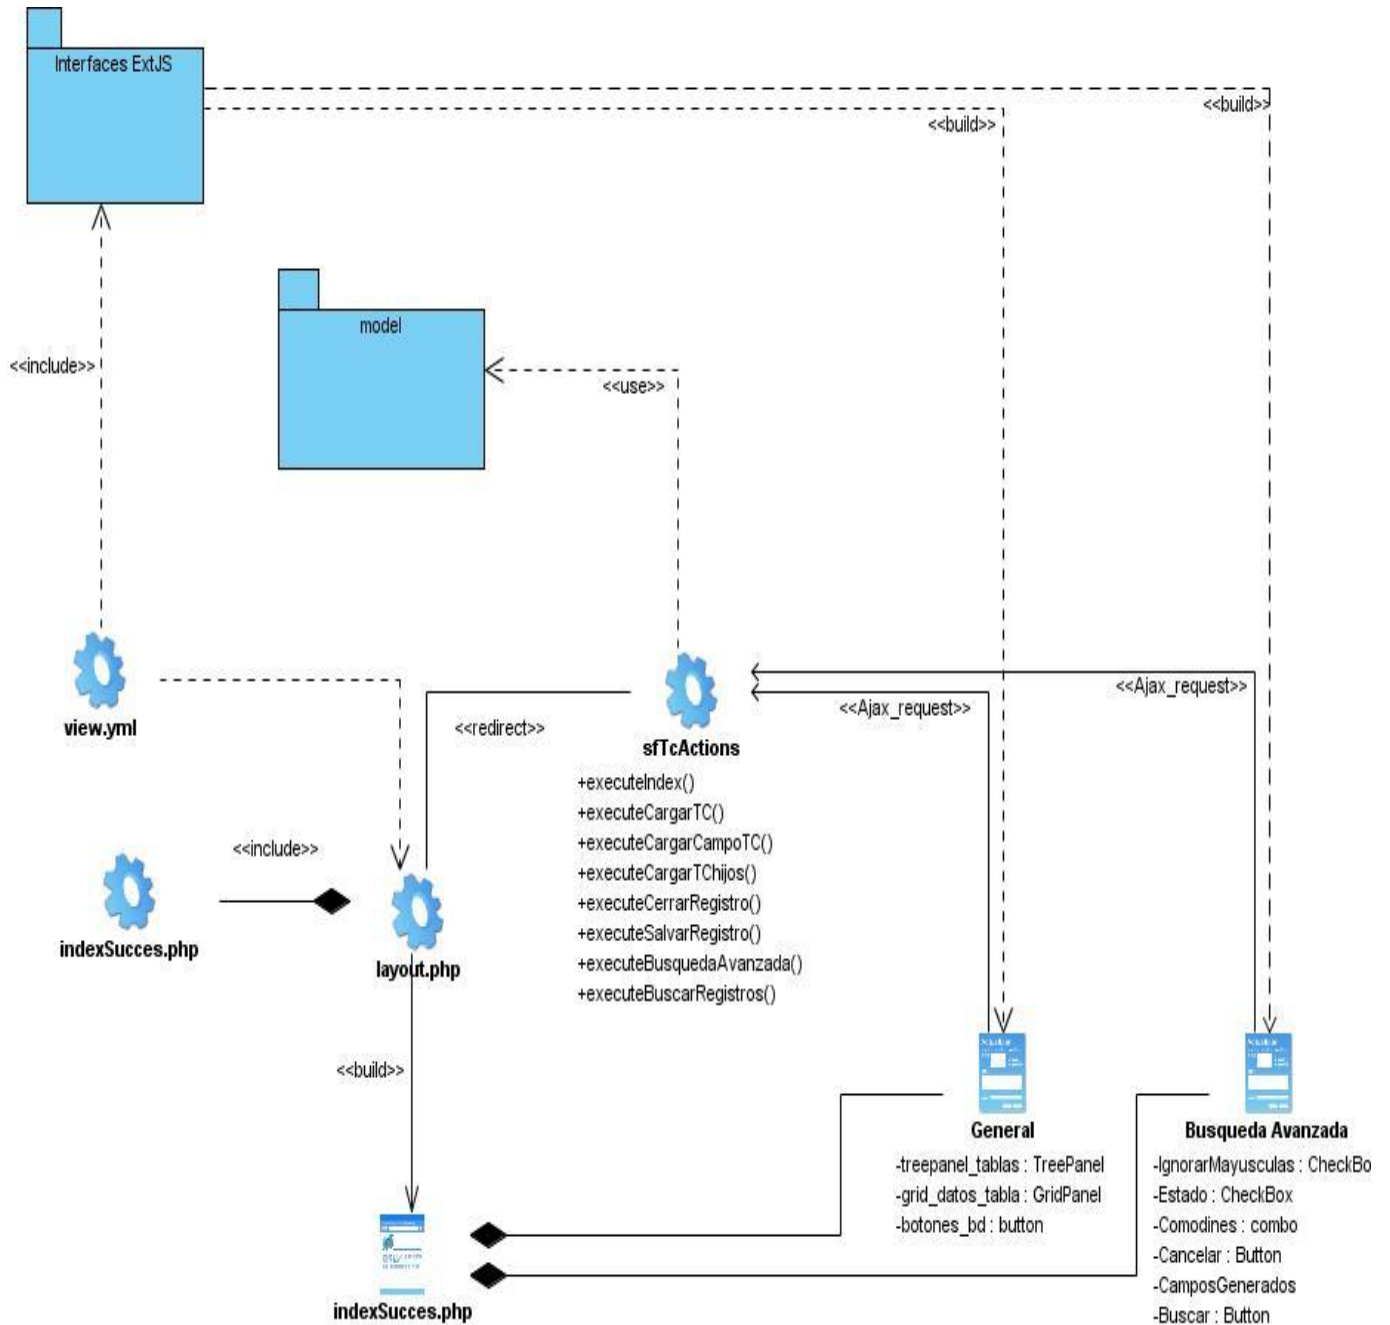 Interfaces ExtJS
<<build>>
<<build>>
model
<<include>>
<<use>>
view.yml
<<redirect>>
sfTcActions
<<Ajax_request>>
<<Ajax_request>>
+executeIndex()
+executeCargarTC()
+executeCargarCampoTC()
+executeCargarTChijos()
+executeCerrarRegistro()
+executeSalvarRegistro()
+executeBusquedaAvanzada()
+executeBuscarRegistros()
<<include>>
indexSucces.php
layout.php
<<build>>
General
-treepanel_tablas : TreePanel
-grid_datos_tabla : GridPanel
-botones_bd : button
Busqueda Avanzada
-IgnorarMayusculas : CheckBo
-Estado : CheckBox
-Comodines : combo
-Cancelar : Button
-CamposGenerados
-Buscar : Button
indexSucces.php